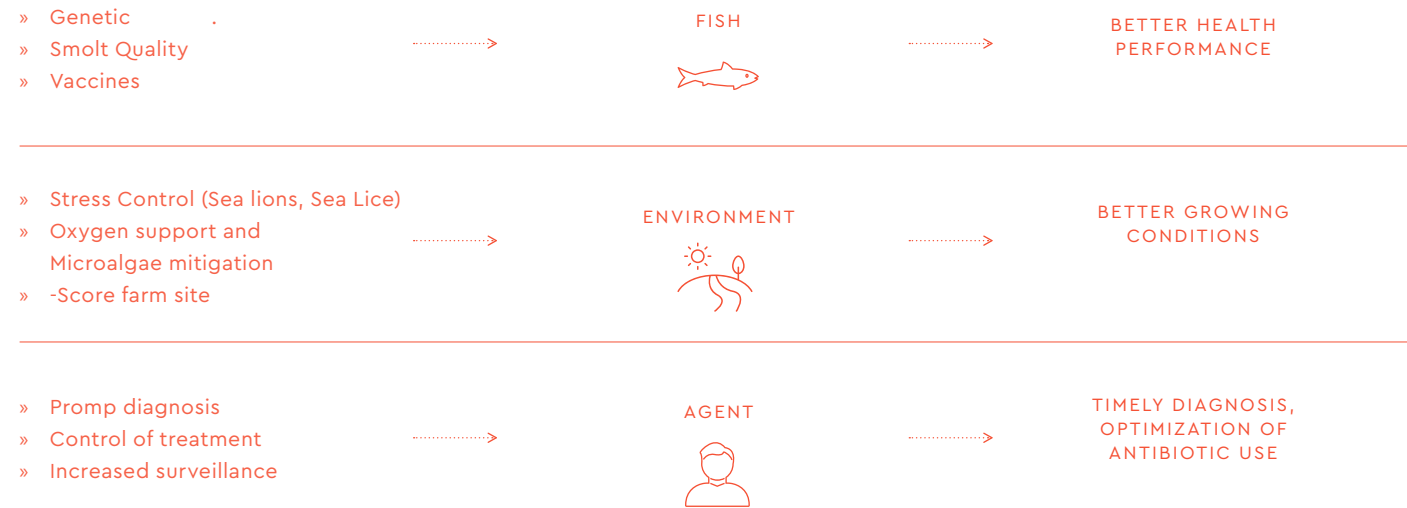 » Genetic .
» Smolt Quality
» Vaccines
FISH
BETTER HEALTH
PERFORMANCE
» Stress Control (Sea lions, Sea Lice)
» Oxygen support and
Microalgae mitigation
» -Score farm site
ENVIRONMENT
BETTER GROWING
CONDITIONS
» Promp diagnosis
» Control of treatment
» Increased surveillance
AGENT
TIMELY DIAGNOSIS,
OPTIMIZATION OF
ANTIBIOTIC USE